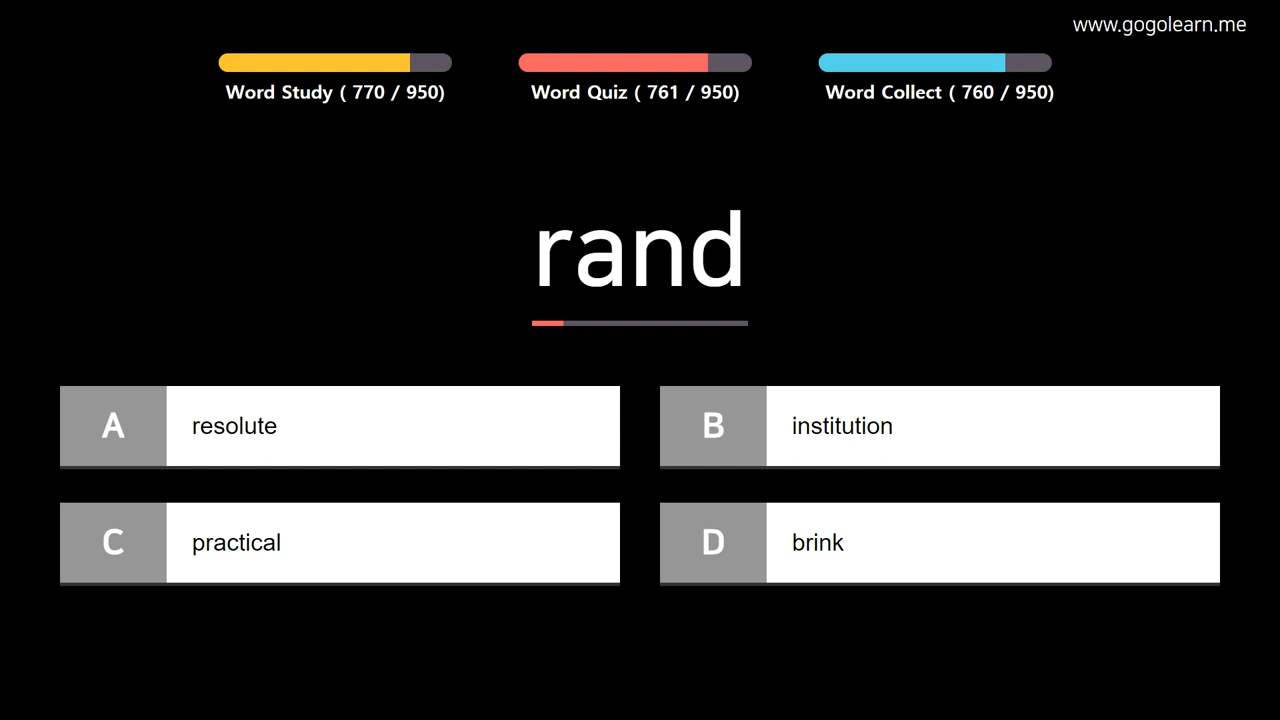 www.gogolearn.me
Word Study ( 770 / 950)
Word Quiz ( 761 / 950)
Word Collect ( 760 / 950)
rand
A resolute
B institution
C practical
D brink